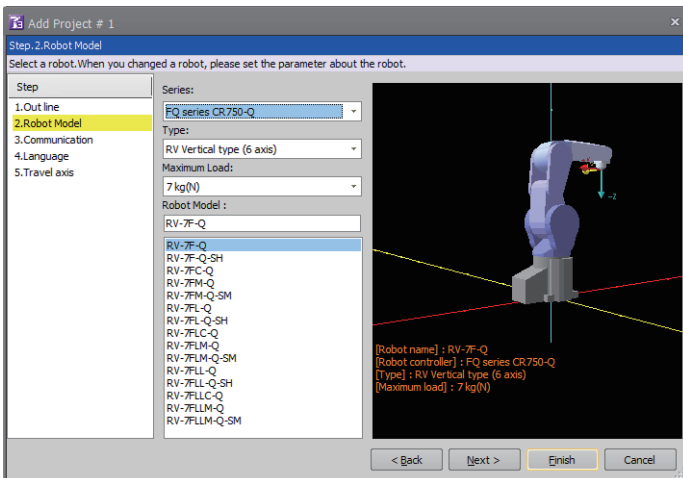 Add Project # 1
Step.2.Robot Model
Select a robot.When you changed a robot, please set the parameter about the robot.
Step
1.Out line
2.Robot Model
3.Communication
4.Language
5.Travel axis
Series:
FQ series CR750-Q
Type:
RV Vertical type (6 axis)
Maximum Load:
7 kg(N)
Robot Model :
RV-7F-Q
RV-7F-Q
RV-7F-Q-SH
RV-7FC-Q
RV-7FM-Q
RV-7FM-Q-SM
RV-7FL-Q
RV-7FL-Q-SH
RV-7FLC-Q
RV-7FLM-Q
RV-7FLM-Q-SM
RV-7FLL-Q
RV-7FLL-Q-SH
RV-7FLLC-Q
RV-7FLLM-Q
RV-7FLLM-Q-SM
-Z
[Robot name] : RV-7F-Q
[Robot controller] : FQ series CR750-Q
[Type] : RV Vertical type (6 axis)
[Maximum load] : 7 kg(N)
< Back
Next >
Finish
Cancel